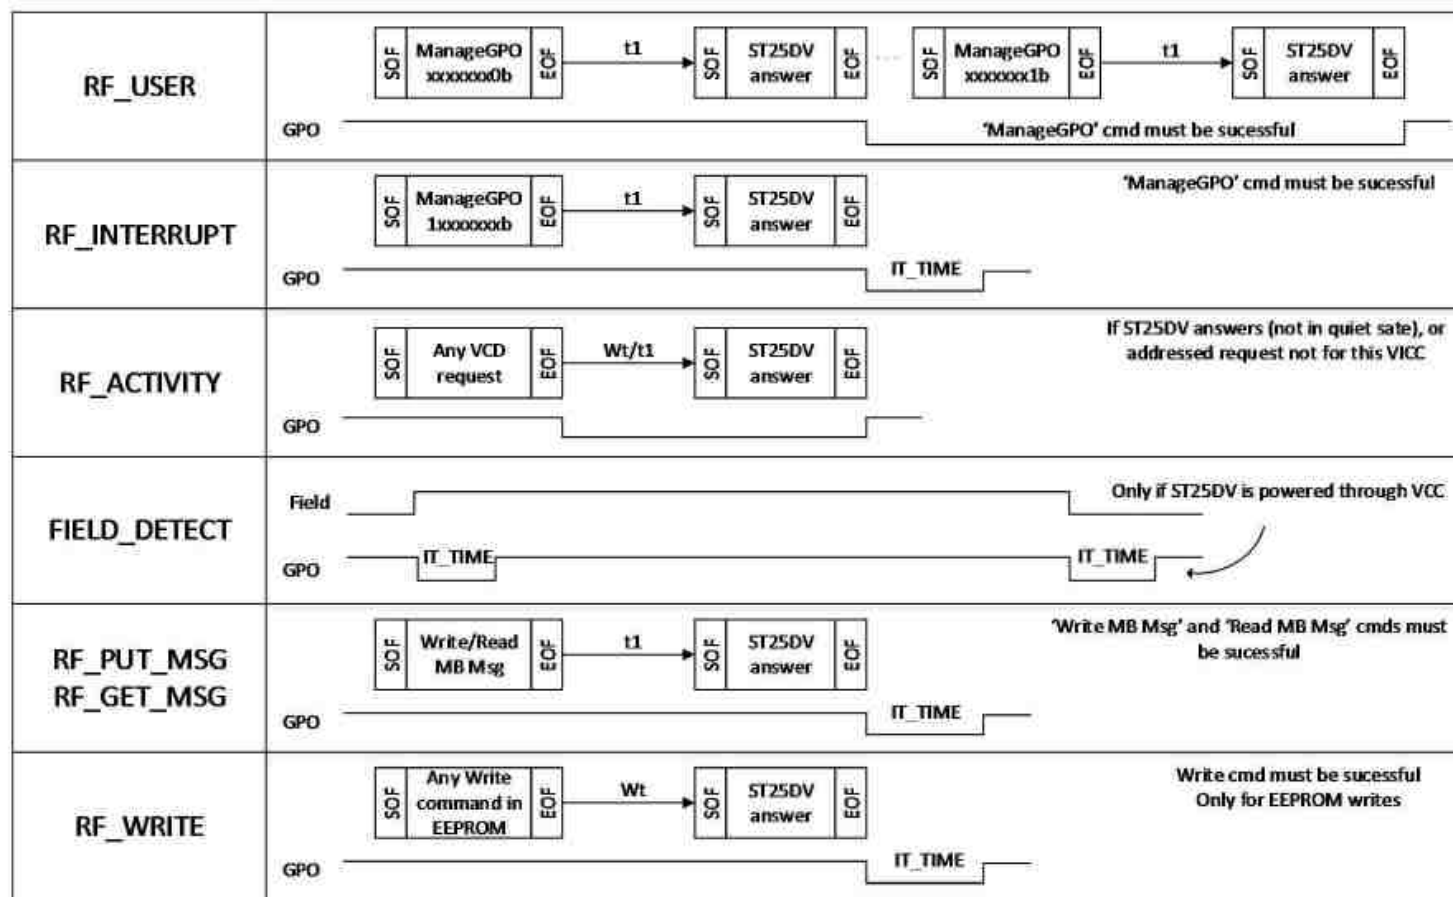 RF_USER
SOF
ManageGPO
xxxxxxx0b
EOF
t1
SOF
ST25DV
answer
EOF
....
SOF
ManageGPO
xxxxxxx1b
EOF
t1
SOF
ST25DV
answer
EOF
GPO
'ManageGPO' cmd must be sucessful
RF_INTERRUPT
SOF
ManageGPO
1xxxxxxxb
EOF
t1
SOF
ST25DV
answer
EOF
'ManageGPO' cmd must be sucessful
GPO
IT_TIME
RF_ACTIVITY
SOF
Any VCD
request
EOF
Wt/t1
SOF
ST25DV
answer
EOF
If ST25DV answers (not in quiet sate), or
addressed request not for this VICC
GPO
FIELD_DETECT
Field
Only if ST25DV is powered through VCC
GPO
IT_TIME
IT_TIME
RF_PUT_MSG
RF_GET_MSG
SOF
Write/Read
MB Msg
EOF
t1
SOF
ST25DV
answer
EOF
'Write MB Msg' and 'Read MB Msg' cmds must
be sucessful
GPO
IT_TIME
RF_WRITE
SOF
Any Write
command in
EEPROM
EOF
Wt
SOF
ST25DV
answer
EOF
Write cmd must be sucessful
Only for EEPROM writes
GPO
IT_TIME